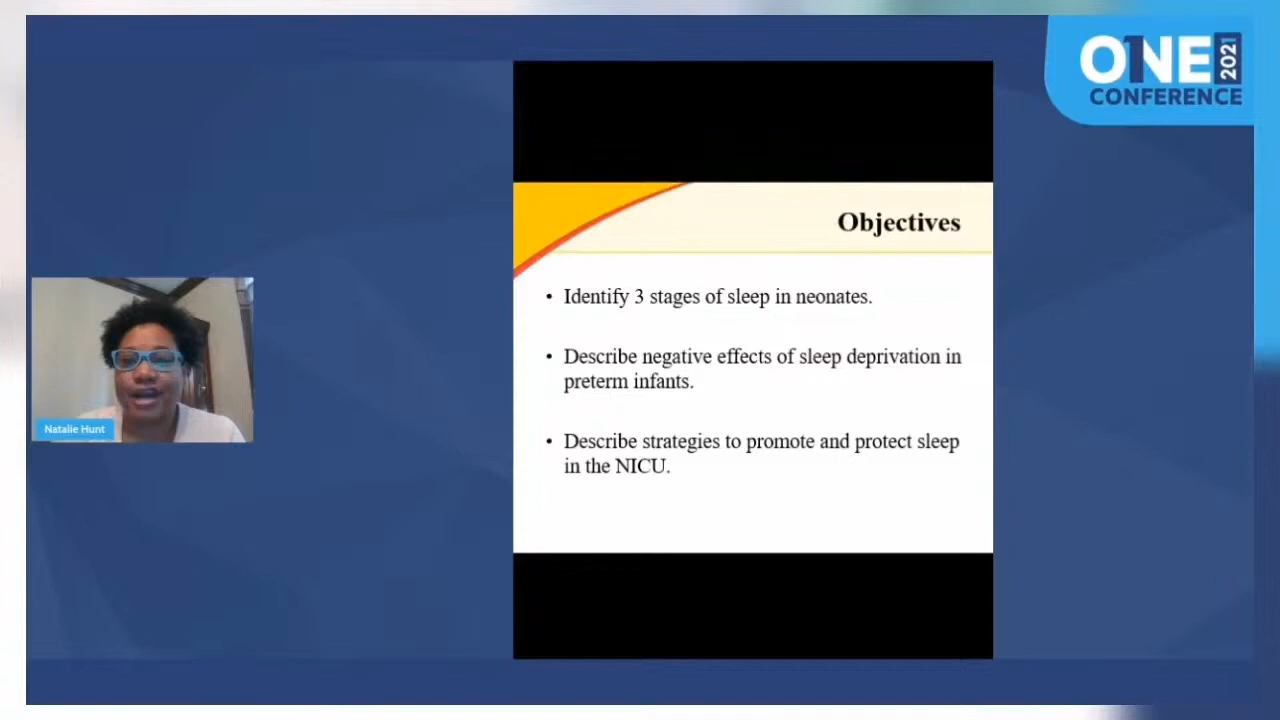 ONE 2021
CONFERENCE
Objectives
• Identify 3 stages of sleep in neonates.
• Describe negative effects of sleep deprivation in
preterm infants.
• Describe strategies to promote and protect sleep
in the NICU.
Natalie Hunt